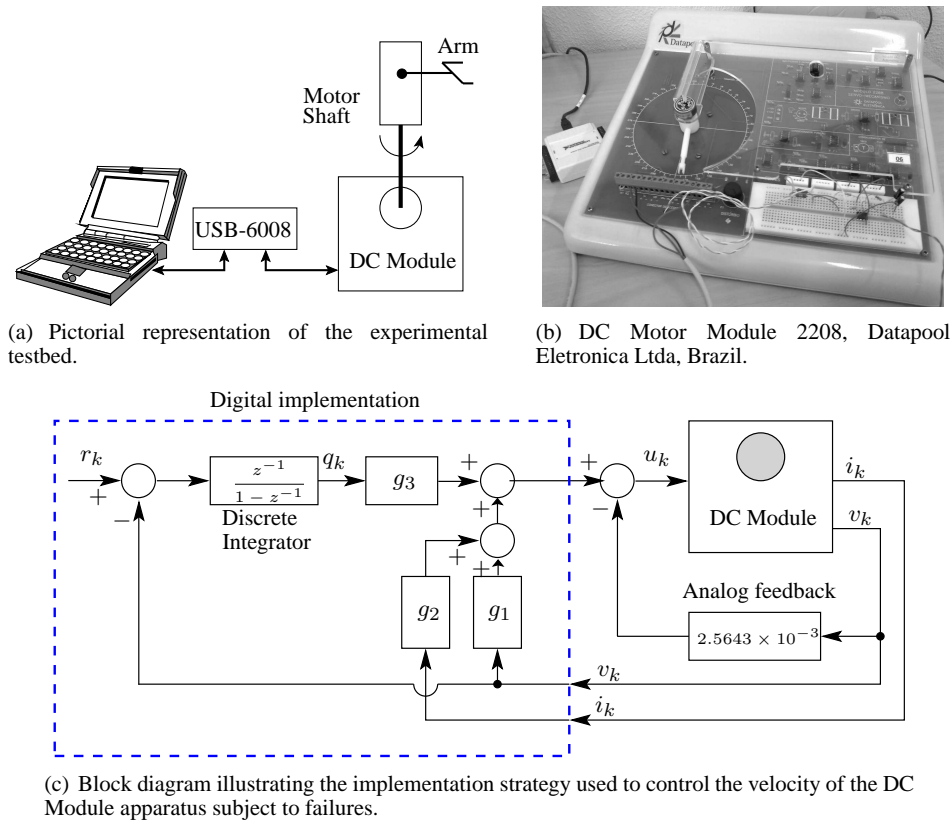 Arm
Motor
Shaft
USB-6008
DC Module
Datapool
06
(a) Pictorial representation of the experimental
testbed.
(b) DC Motor Module 2208, Datapool
Eletronica Ltda, Brazil.
Digital implementation
r_k
+
−
z^{-1}
1 − z^{-1}
Discrete
Integrator
q_k
g_3
+
+
+
+
g_2
g_1
+
−
u_k
DC Module
i_k
v_k
Analog feedback
2.5643 × 10^{-3}
v_k
i_k
(c) Block diagram illustrating the implementation strategy used to control the velocity of the DC
Module apparatus subject to failures.